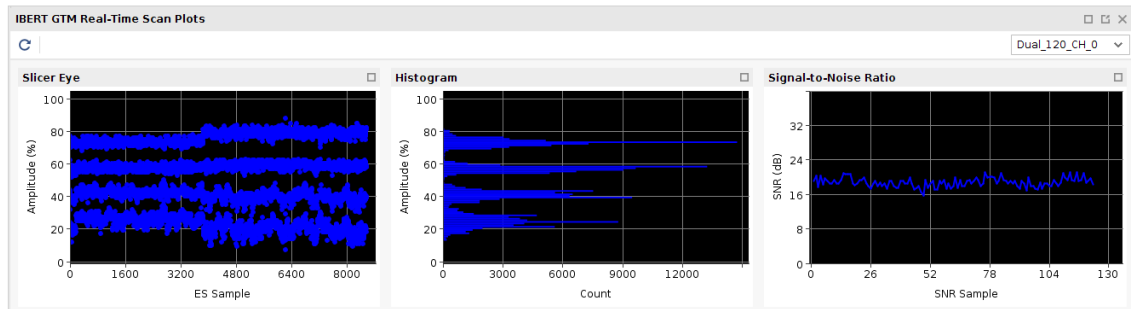 IBERT GTM Real-Time Scan Plots
Dual_120_CH_0
Slicer Eye
Amplitude (%)
100
80
60
40
20
0
0 1600 3200 4800 6400 8000
ES Sample
Histogram
Amplitude (%)
100
80
60
40
20
0
0 3000 6000 9000 12000
Count
Signal-to-Noise Ratio
SNR (dB)
32
24
16
8
0
0 26 52 78 104 130
SNR Sample